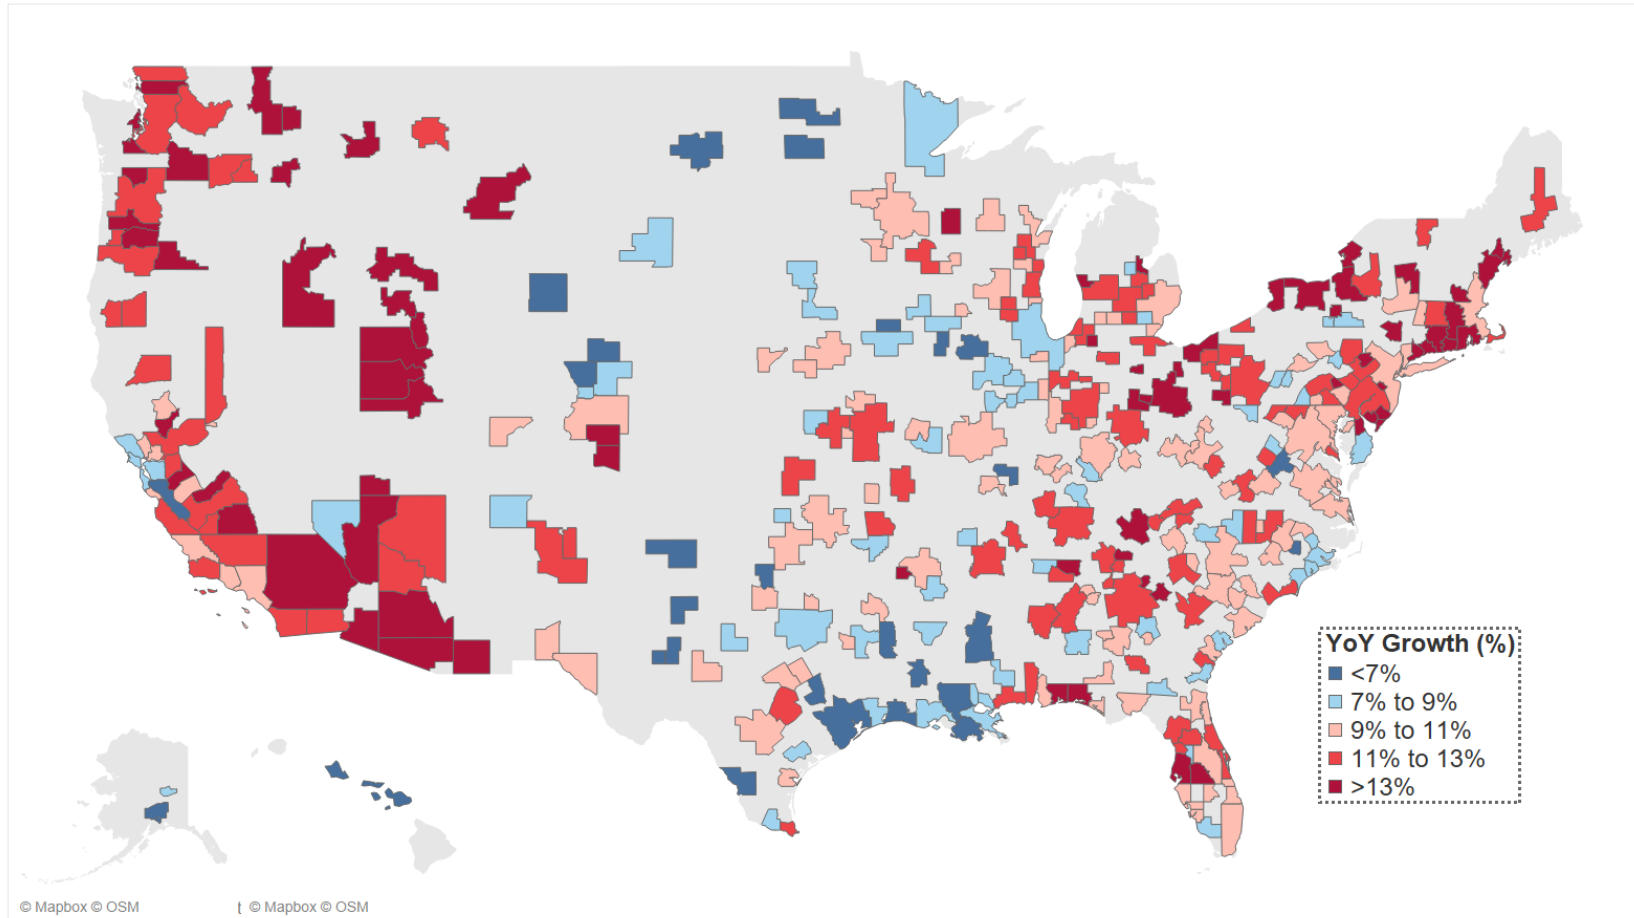 YoY Growth (%)
<7%
7% to 9%
9% to 11%
11% to 13%
>13%
© Mapbox © OSM
t © Mapbox © OSM